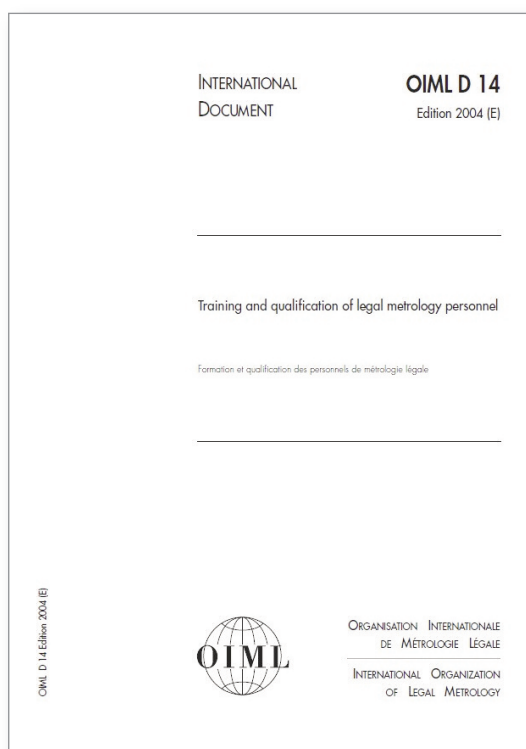 INTERNATIONAL
DOCUMENT
OIML D 14
Edition 2004 (E)
Training and qualification of legal metrology personnel
Formation et qualification des personnels de métrologie légale
OIML D 14 Edition 2004 (E)
OIML
ORGANISATION INTERNATIONALE
DE MÉTROLOGIE LÉGALE
INTERNATIONAL ORGANIZATION
OF LEGAL METROLOGY